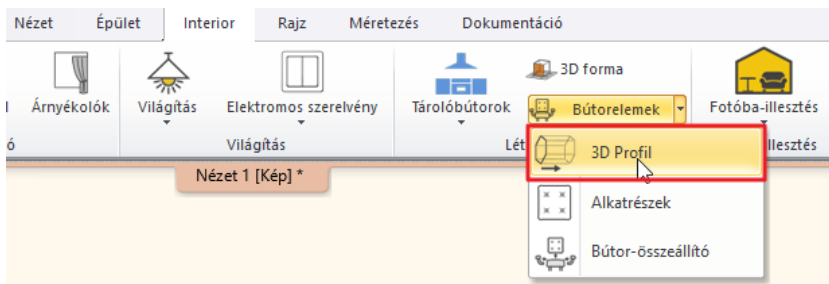 Nézet Épület Interior Rajz Méretezés Dokumentáció
3D forma
Árnyékolók Világítás Elektromos szerelvény Tárolóbútorok Bútorelemek Fotóba-illesztés
Világítás
3D Profil
Nézet 1 [Kép] *
Alkatrészek
Bútor-összeállító